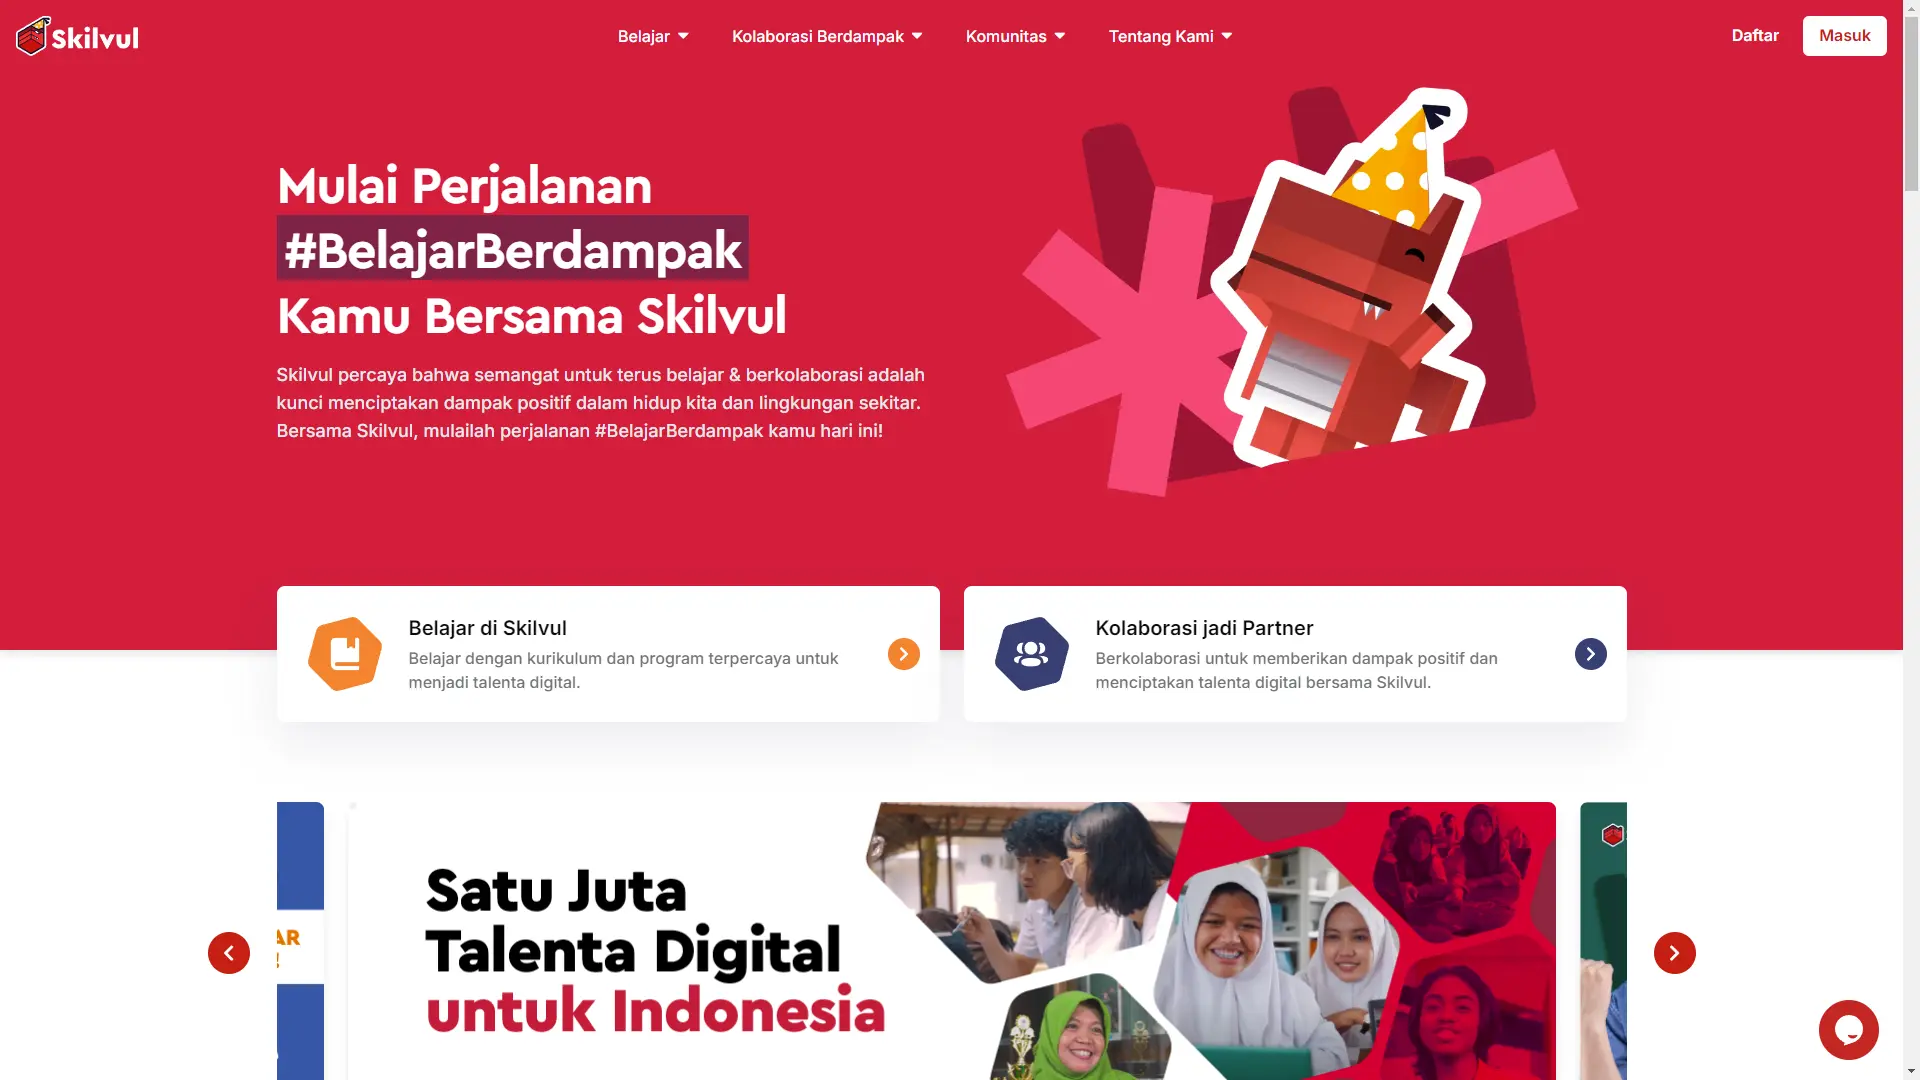 Skilvul
Belajar
Kolaborasi Berdampak
Komunitas
Tentang Kami
Daftar
Masuk
Mulai Perjalanan
#BelajarBerdampak
Kamu Bersama Skilvul
Skilvul percaya bahwa semangat untuk terus belajar & berkolaborasi adalah
kunci menciptakan dampak positif dalam hidup kita dan lingkungan sekitar.
Bersama Skilvul, mulailah perjalanan #BelajarBerdampak kamu hari ini!
Belajar di Skilvul
Belajar dengan kurikulum dan program terpercaya untuk
menjadi talenta digital.
Kolaborasi jadi Partner
Berkolaborasi untuk memberikan dampak positif dan
menciptakan talenta digital bersama Skilvul.
AR
!
Satu Juta
Talenta Digital
untuk Indonesia